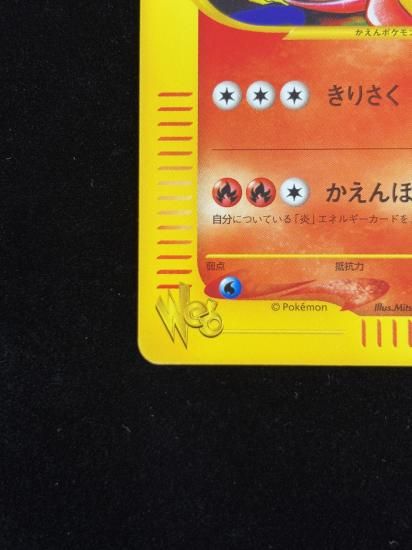 かえんポケモン
きりさく
かえんほ
自分についている「炎」エネルギーカードを
弱点 抵抗力
© Pokémon Illus.Mits
Web